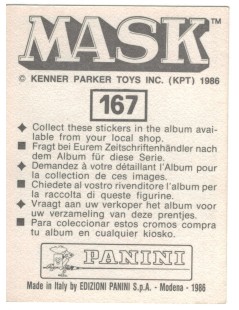 MASK™
© KENNER PARKER TOYS INC. (KPT) 1986
167
◆ Collect these stickers in the album avai-
lable from your local shop.
■ Fragt bei Eurem Zeitschriftenhändler nach
dem Album für diese Serie.
◆ Demandez à votre détaillant l'Album pour
la collection de ces images.
■ Chiedete al vostro rivenditore l'album per
la raccolta di queste figurine.
◆ Vraagt aan uw verkoper het album voor
uw verzameling van deze prentjes.
■ Para coleccionar estos cromos compra
el album en cualquier kiosko.
PANINI
Made in Italy by EDIZIONI PANINI S.p.A. - Modena - 1986